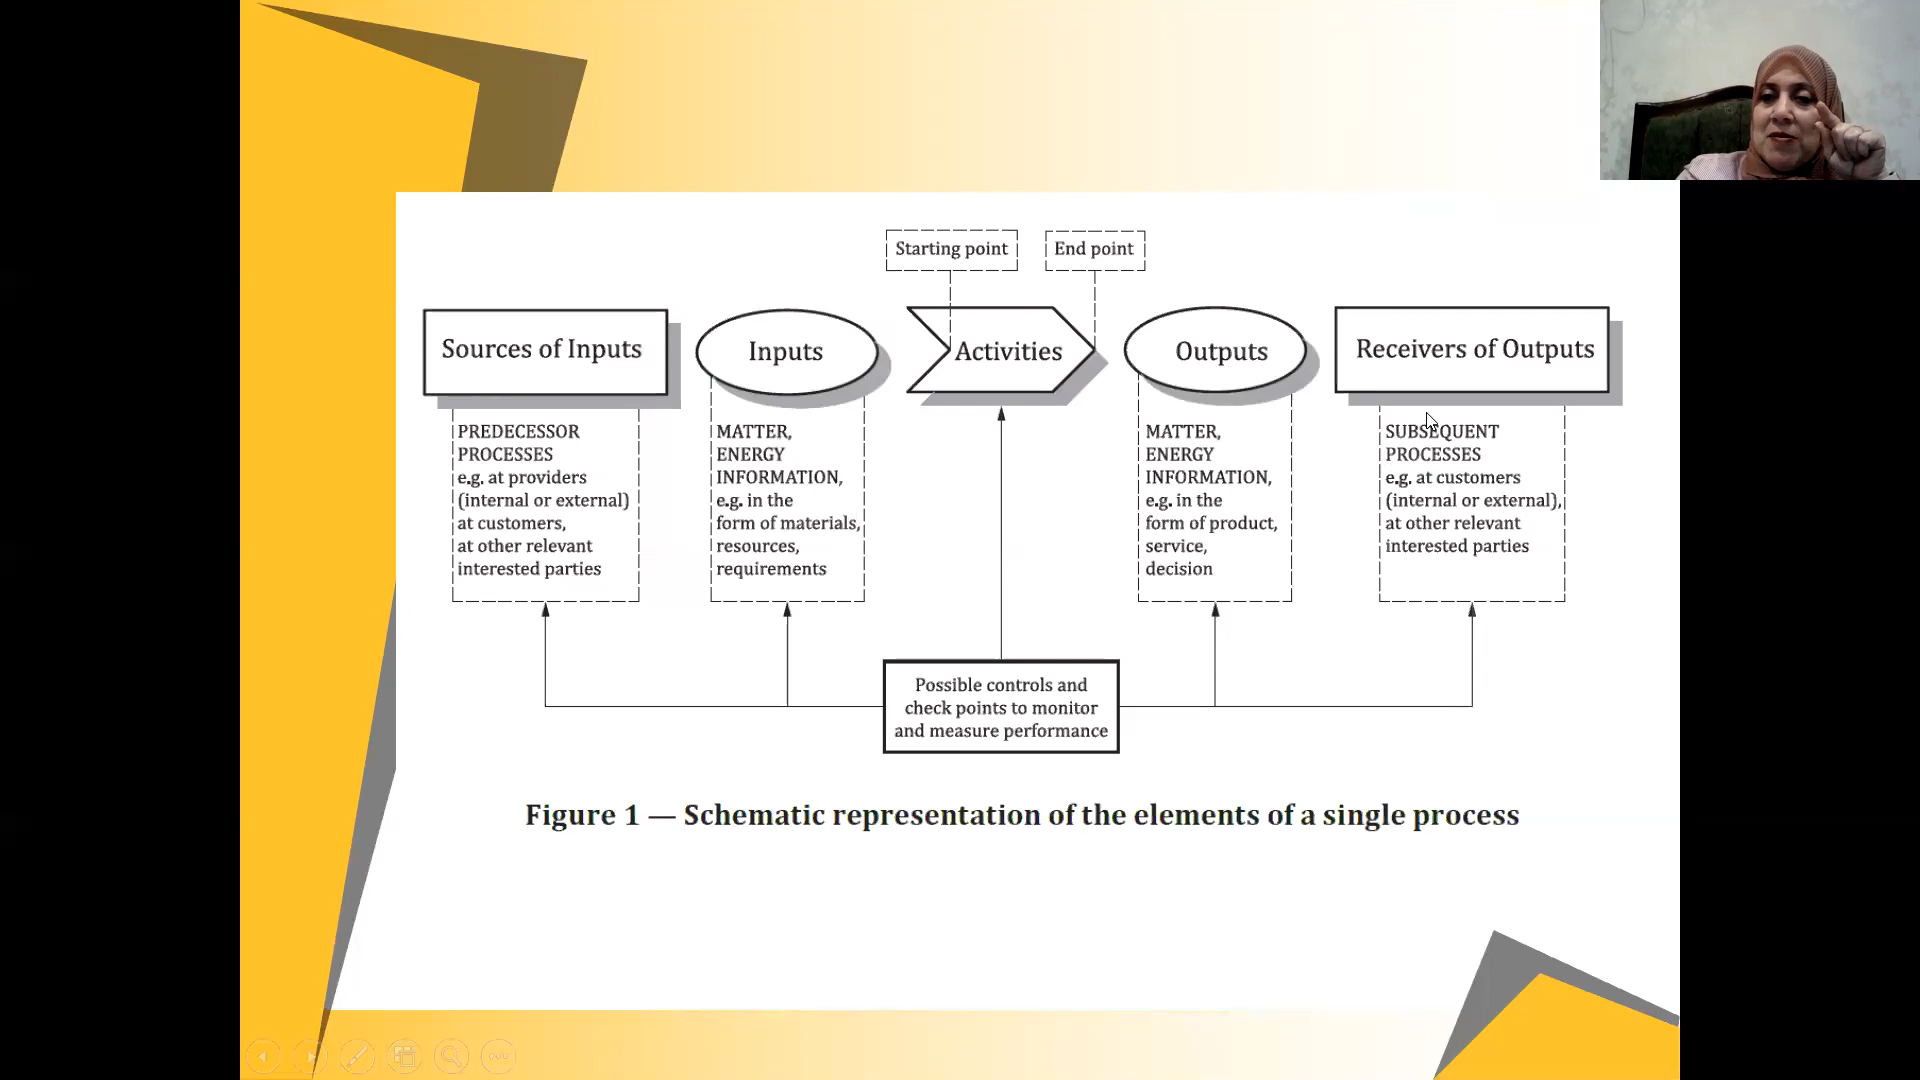 Starting point
End point
Sources of Inputs
Inputs
Activities
Outputs
Receivers of Outputs
PREDECESSOR
PROCESSES
e.g. at providers
(internal or external)
at customers,
at other relevant
interested parties
MATTER,
ENERGY
INFORMATION,
e.g. in the
form of materials,
resources,
requirements
MATTER,
ENERGY
INFORMATION,
e.g. in the
form of product,
service,
decision
SUBSEQUENT
PROCESSES
e.g. at customers
(internal or external),
at other relevant
interested parties
Possible controls and
check points to monitor
and measure performance
Figure 1 — Schematic representation of the elements of a single process